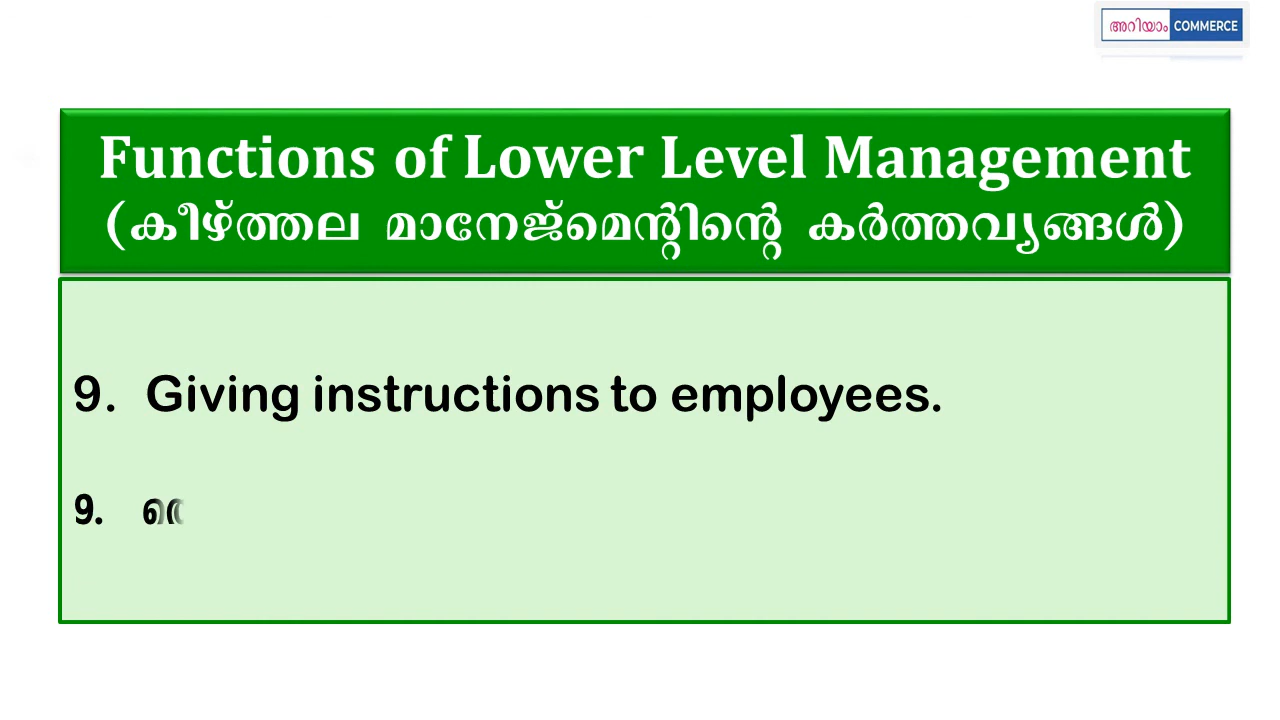 അറിയാം COMMERCE
Functions of Lower Level Management
(കീഴ്ത്തല മാനേജ്മെന്റിന്റെ കർത്തവ്യങ്ങൾ)
9. Giving instructions to employees.
9.